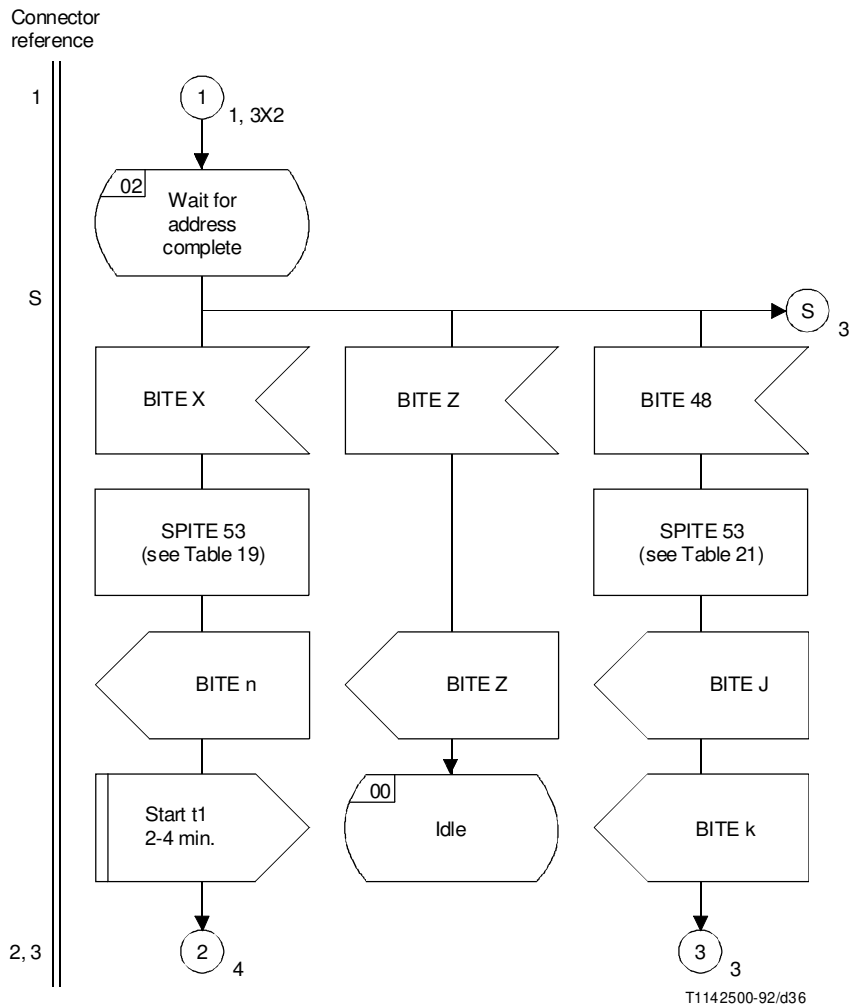 Connector
reference
1
1
1, 3X2
02
Wait for
address
complete
S
S
3
BITE X
BITE Z
BITE 48
SPITE 53
(see Table 19)
SPITE 53
(see Table 21)
BITE n
BITE Z
BITE J
Start t1
2-4 min.
00
Idle
BITE k
2, 3
2
4
3
3
T1142500-92/d36